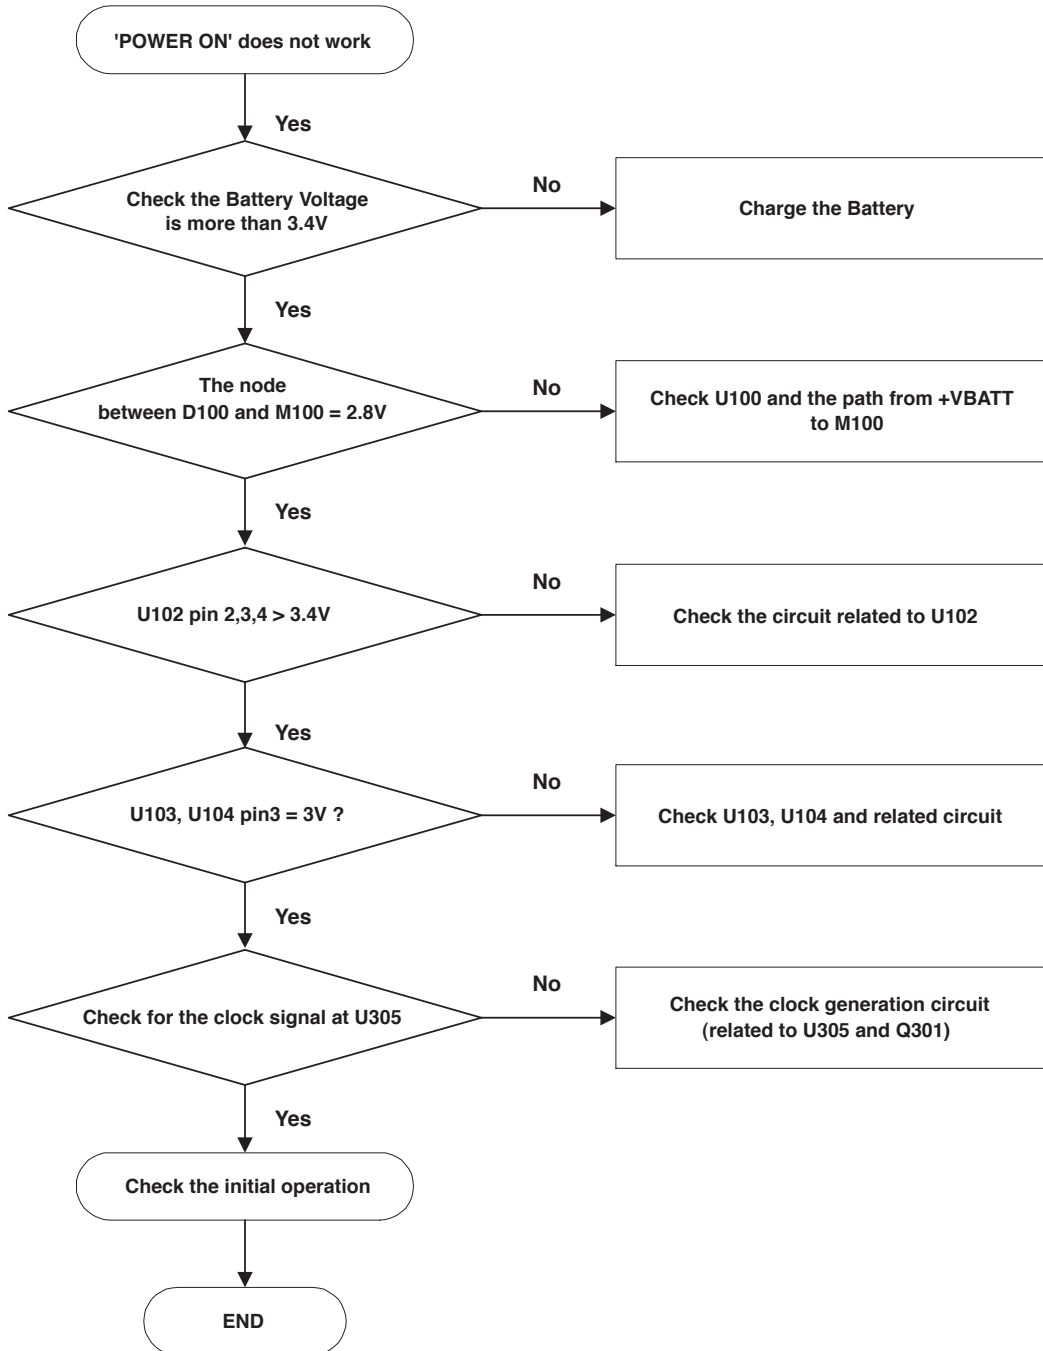 'POWER ON' does not work
Yes
Check the Battery Voltage
is more than 3.4V
No
Charge the Battery
Yes
The node
between D100 and M100 = 2.8V
No
Check U100 and the path from +VBATT
to M100
Yes
U102 pin 2,3,4 > 3.4V
No
Check the circuit related to U102
Yes
U103, U104 pin3 = 3V ?
No
Check U103, U104 and related circuit
Yes
Check for the clock signal at U305
No
Check the clock generation circuit
(related to U305 and Q301)
Yes
Check the initial operation
END